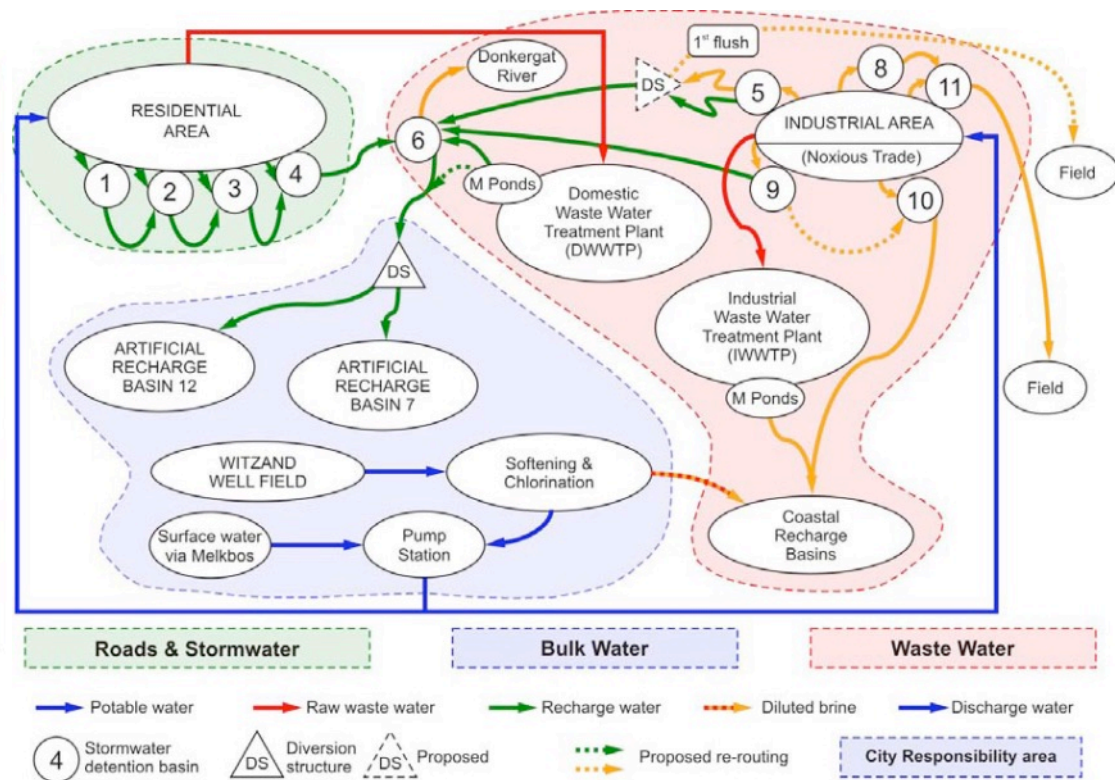 1st flush
Donkergat
River
DS
5
8
11
RESIDENTIAL
AREA
6
INDUSTRIAL AREA
(Noxious Trade)
Field
1
2
3
4
M Ponds
9
10
Domestic
Waste Water
Treatment Plant
(DWWTP)
DS
Industrial
Waste Water
Treatment Plant
(IWWTP)
M Ponds
ARTIFICIAL
RECHARGE
BASIN 12
ARTIFICIAL
RECHARGE
BASIN 7
Field
WITZAND
WELL FIELD
Softening &
Chlorination
Surface water
via Melkbos
Pump
Station
Coastal
Recharge
Basins
Roads & Stormwater
Bulk Water
Waste Water
Potable water
Raw waste water
Recharge water
Diluted brine
Discharge water
4
Stormwater
detention basin
DS
Diversion
structure
DS
Proposed
Proposed re-routing
City Responsibility area